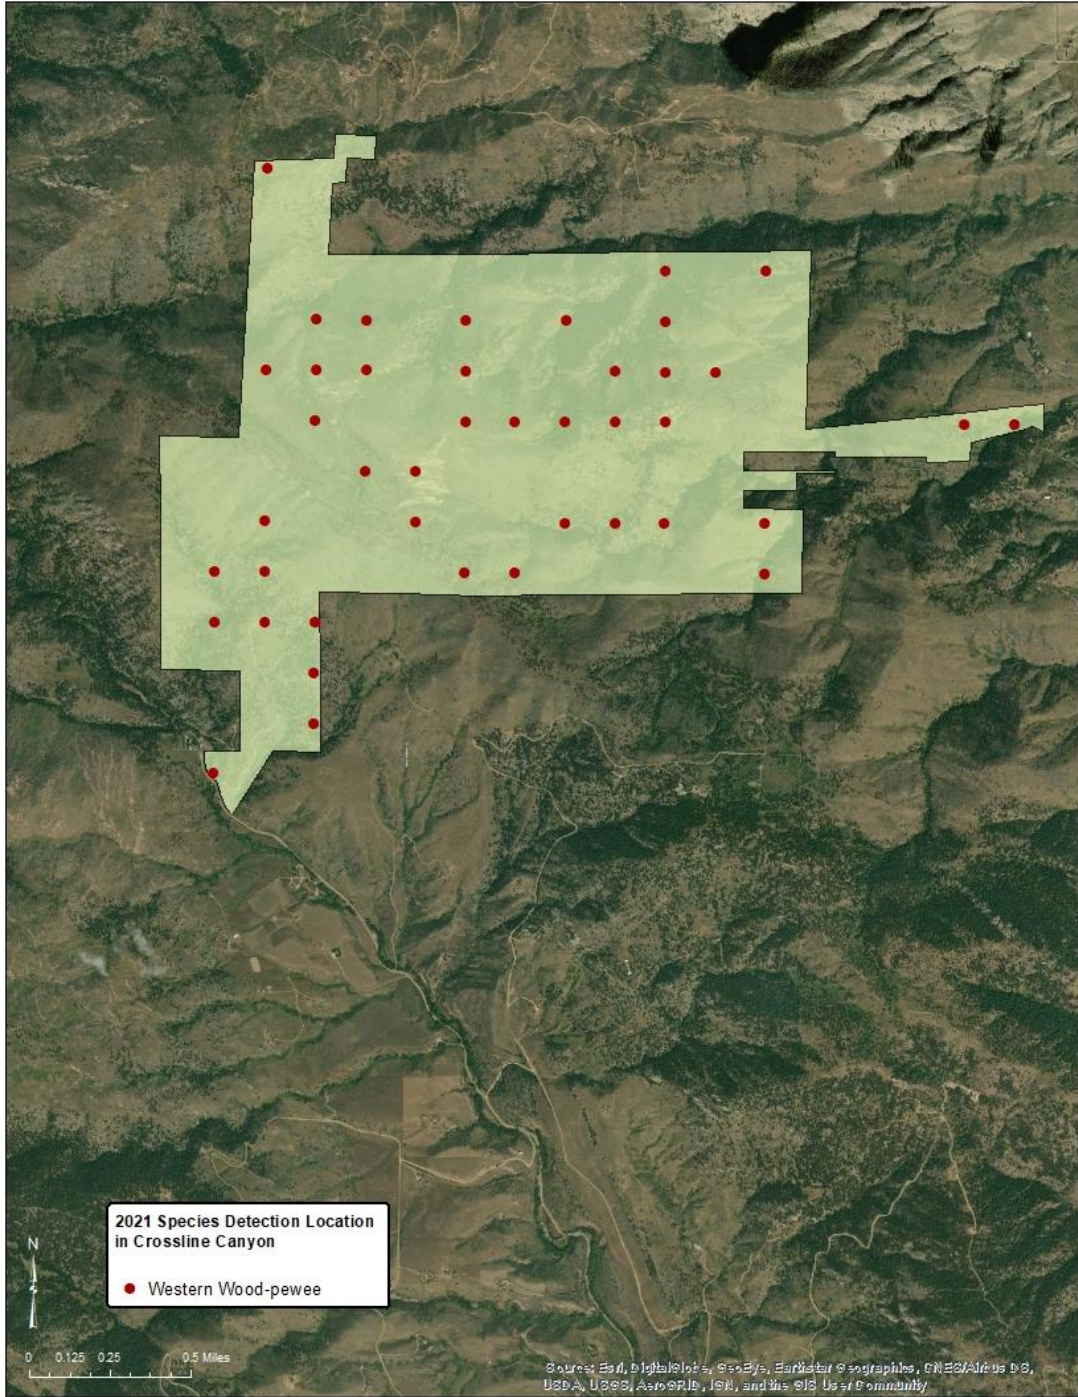 2021 Species Detection Location
in Crossline Canyon
Western Wood-pewee
N
0 0.125 0.25 0.5 Miles
Source: Esri, DigitalGlobe, GeoEye, Earthstar Geographics, CNES/Airbus DS,
USDA, USGS, AeroGRID, IGN, and the GIS User Community